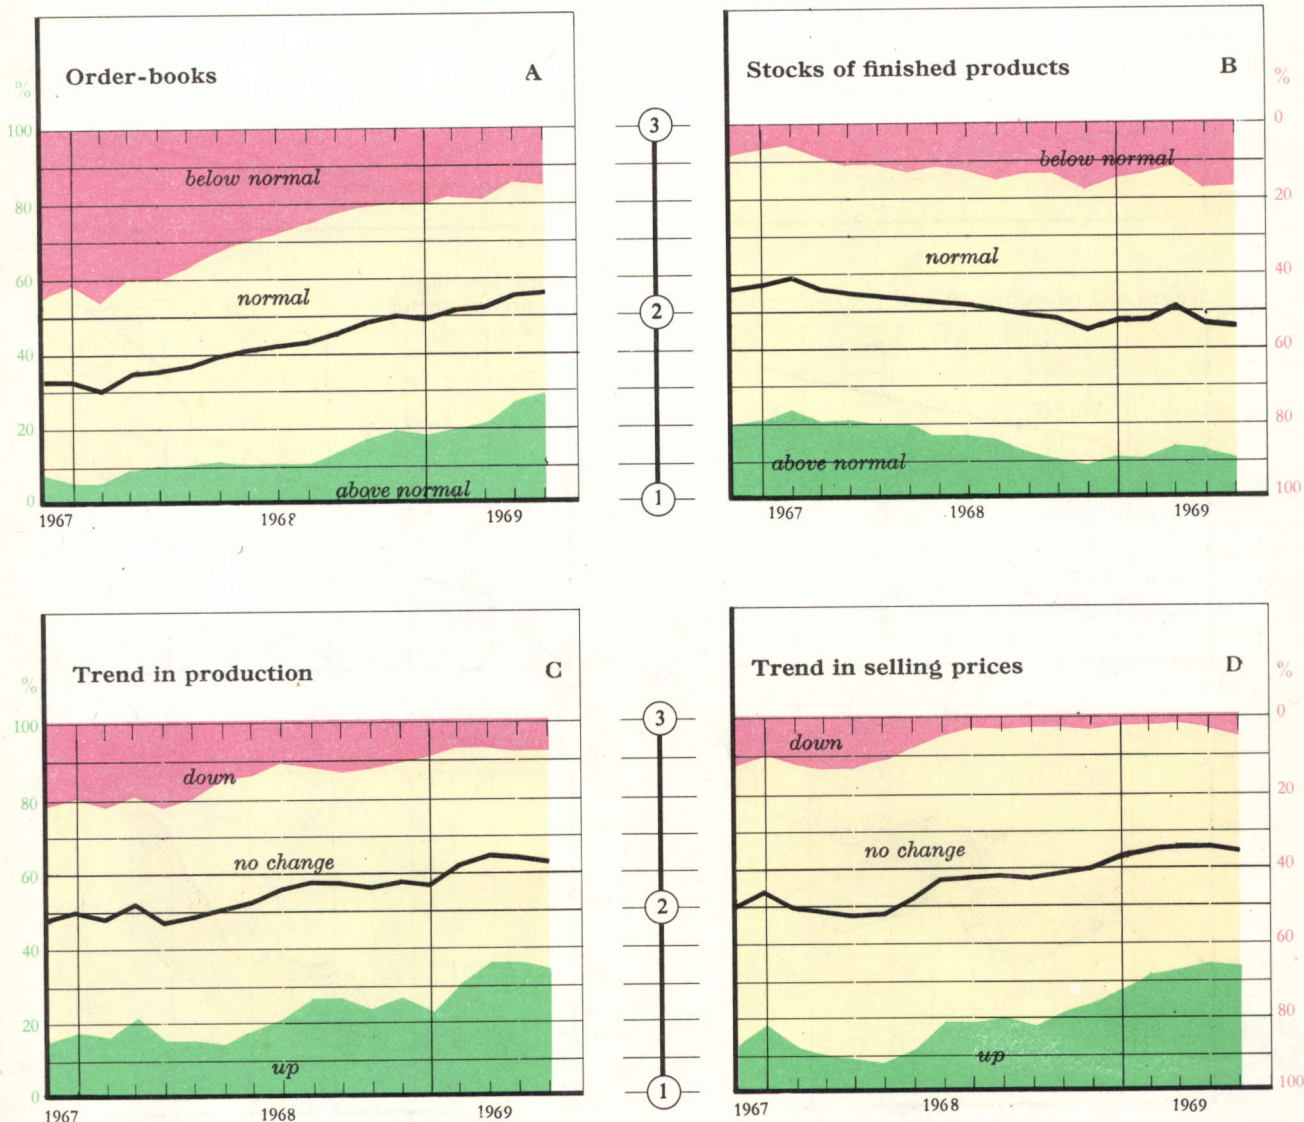 Order-books A
%
100
80
60
40
20
0
below normal
normal
above normal
1967 1968 1969
3
2
1
Stocks of finished products B
%
0
20
40
60
80
100
below normal
normal
above normal
1967 1968 1969
Trend in production C
%
100
80
60
40
20
0
down
no change
up
1967 1968 1969
3
2
1
Trend in selling prices D
%
0
20
40
60
80
100
down
no change
up
1967 1968 1969